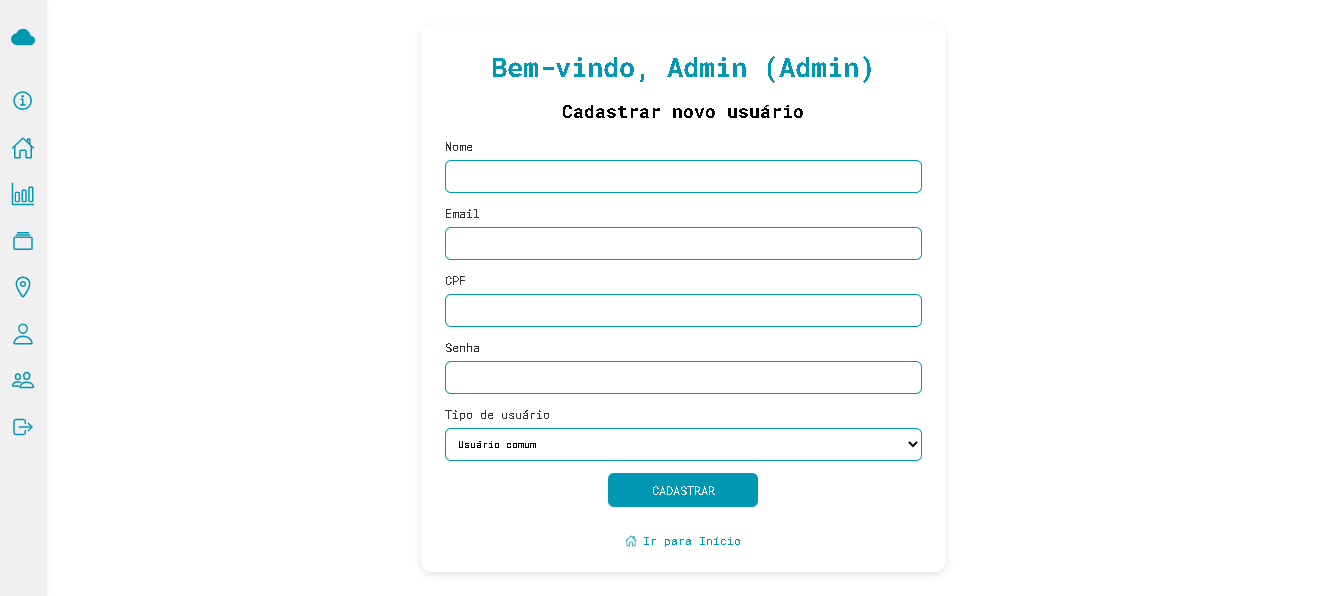 Bem-vindo, Admin (Admin)
Cadastrar novo usuário
Nome
Email
CPF
Senha
Tipo de usuário
Usuário comum
CADASTRAR
Ir para Início